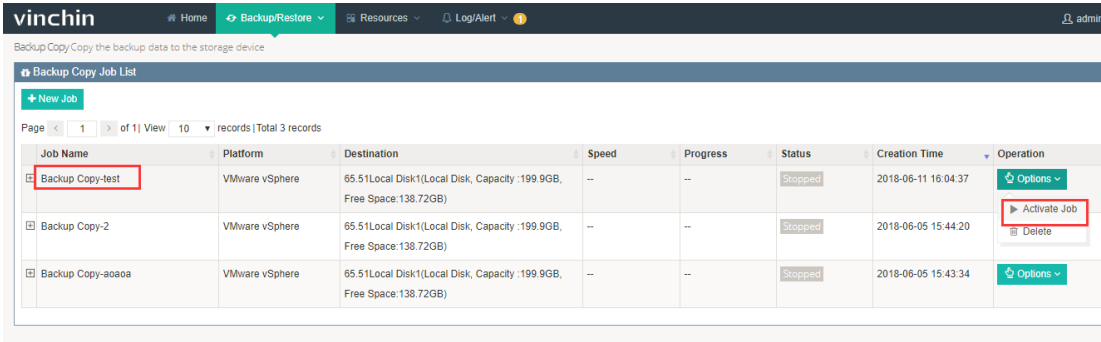 vinchin Home Backup/Restore Resources Log/Alert 1 admin
Backup Copy Copy the backup data to the storage device
Backup Copy Job List
+ New Job
Page < 1 > of 1| View 10 records |Total 3 records
Job Name Platform Destination Speed Progress Status Creation Time Operation
Backup Copy-test VMware vSphere 65.51Local Disk1(Local Disk, Capacity :199.9GB, -- -- Stopped 2018-06-11 16:04:37 Options
Free Space:138.72GB)
Activate Job
Backup Copy-2 VMware vSphere 65.51Local Disk1(Local Disk, Capacity :199.9GB, -- -- Stopped 2018-06-05 15:44:20 Delete
Free Space:138.72GB)
Backup Copy-aoaoa VMware vSphere 65.51Local Disk1(Local Disk, Capacity :199.9GB, -- -- Stopped 2018-06-05 15:43:34 Options
Free Space:138.72GB)